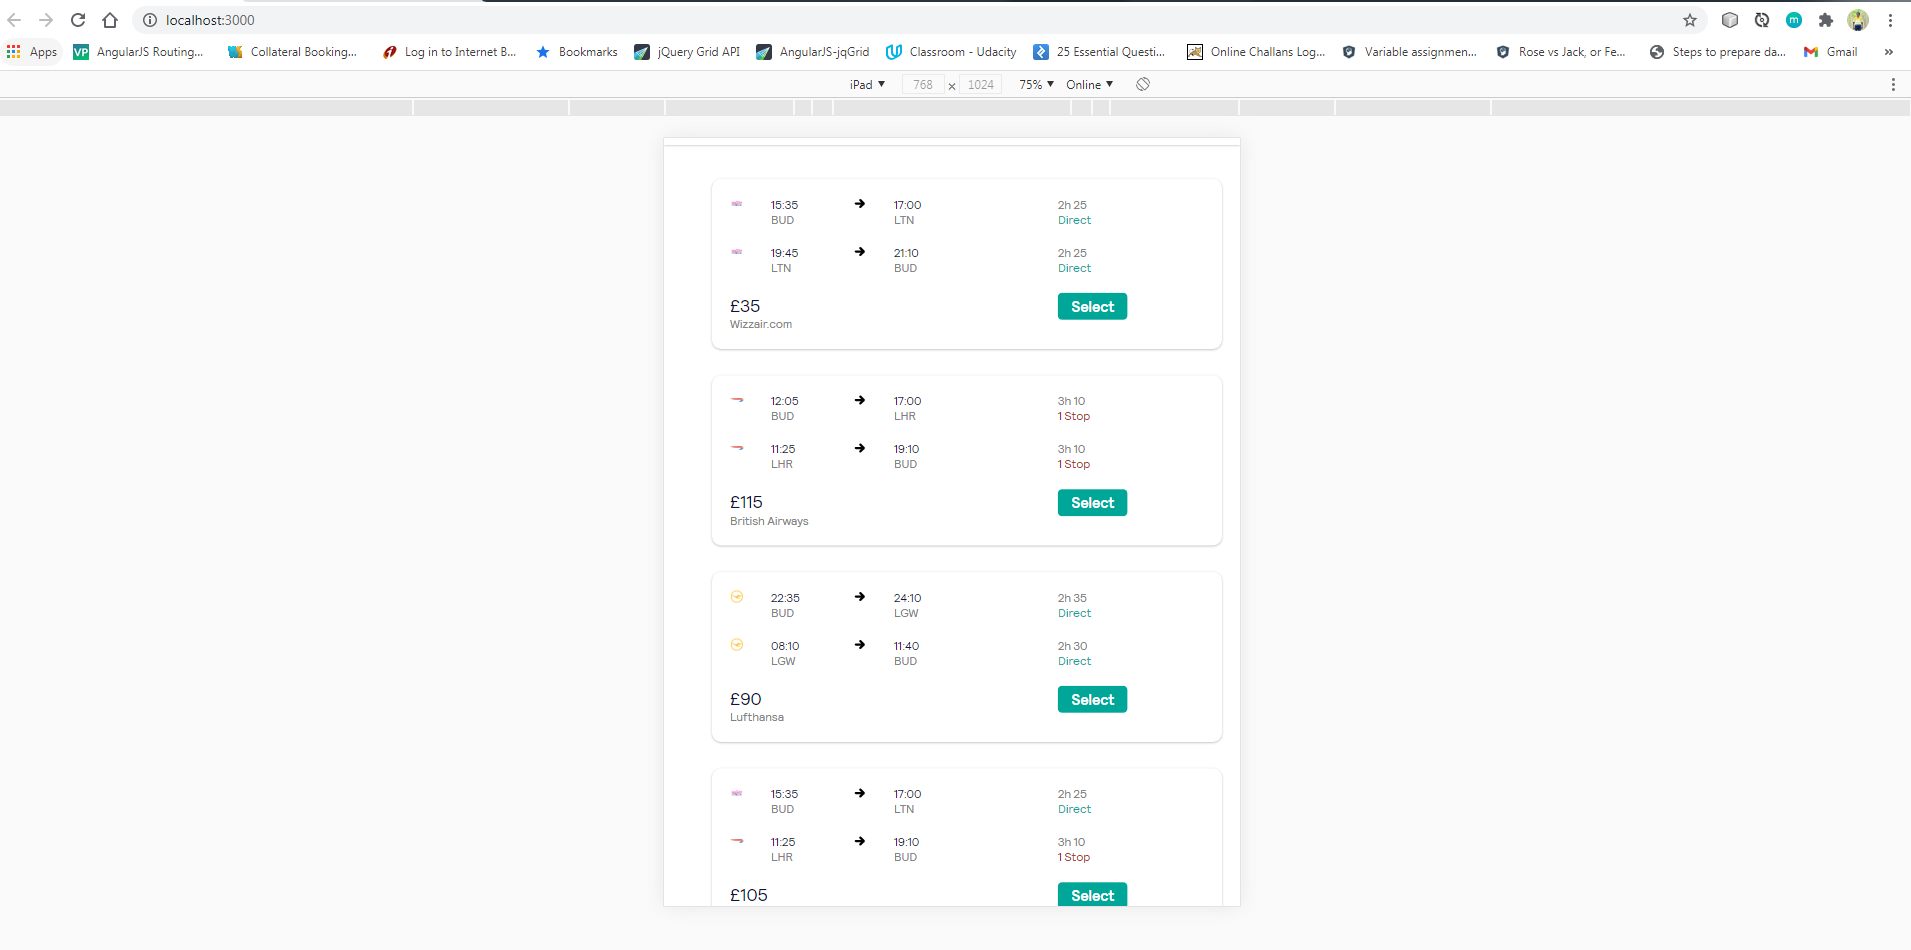 localhost:3000
Apps VP AngularJS Routing... Collateral Booking... Log in to Internet B... Bookmarks jQuery Grid API AngularJS-jqGrid Classroom - Udacity 25 Essential Questi... Online Challans Log... Variable assignmen... Rose vs Jack, or Fe... Steps to prepare da... Gmail »
iPad 768 × 1024 75% Online
15:35 17:00 2h 25
BUD LTN Direct
19:45 21:10 2h 25
LTN BUD Direct
£35 Select
Wizzair.com
12:05 17:00 3h 10
BUD LHR 1 Stop
11:25 19:10 3h 10
LHR BUD 1 Stop
£115 Select
British Airways
22:35 24:10 2h 35
BUD LGW Direct
08:10 11:40 2h 30
LGW BUD Direct
£90 Select
Lufthansa
15:35 17:00 2h 25
BUD LTN Direct
11:25 19:10 3h 10
LHR BUD 1 Stop
£105 Select